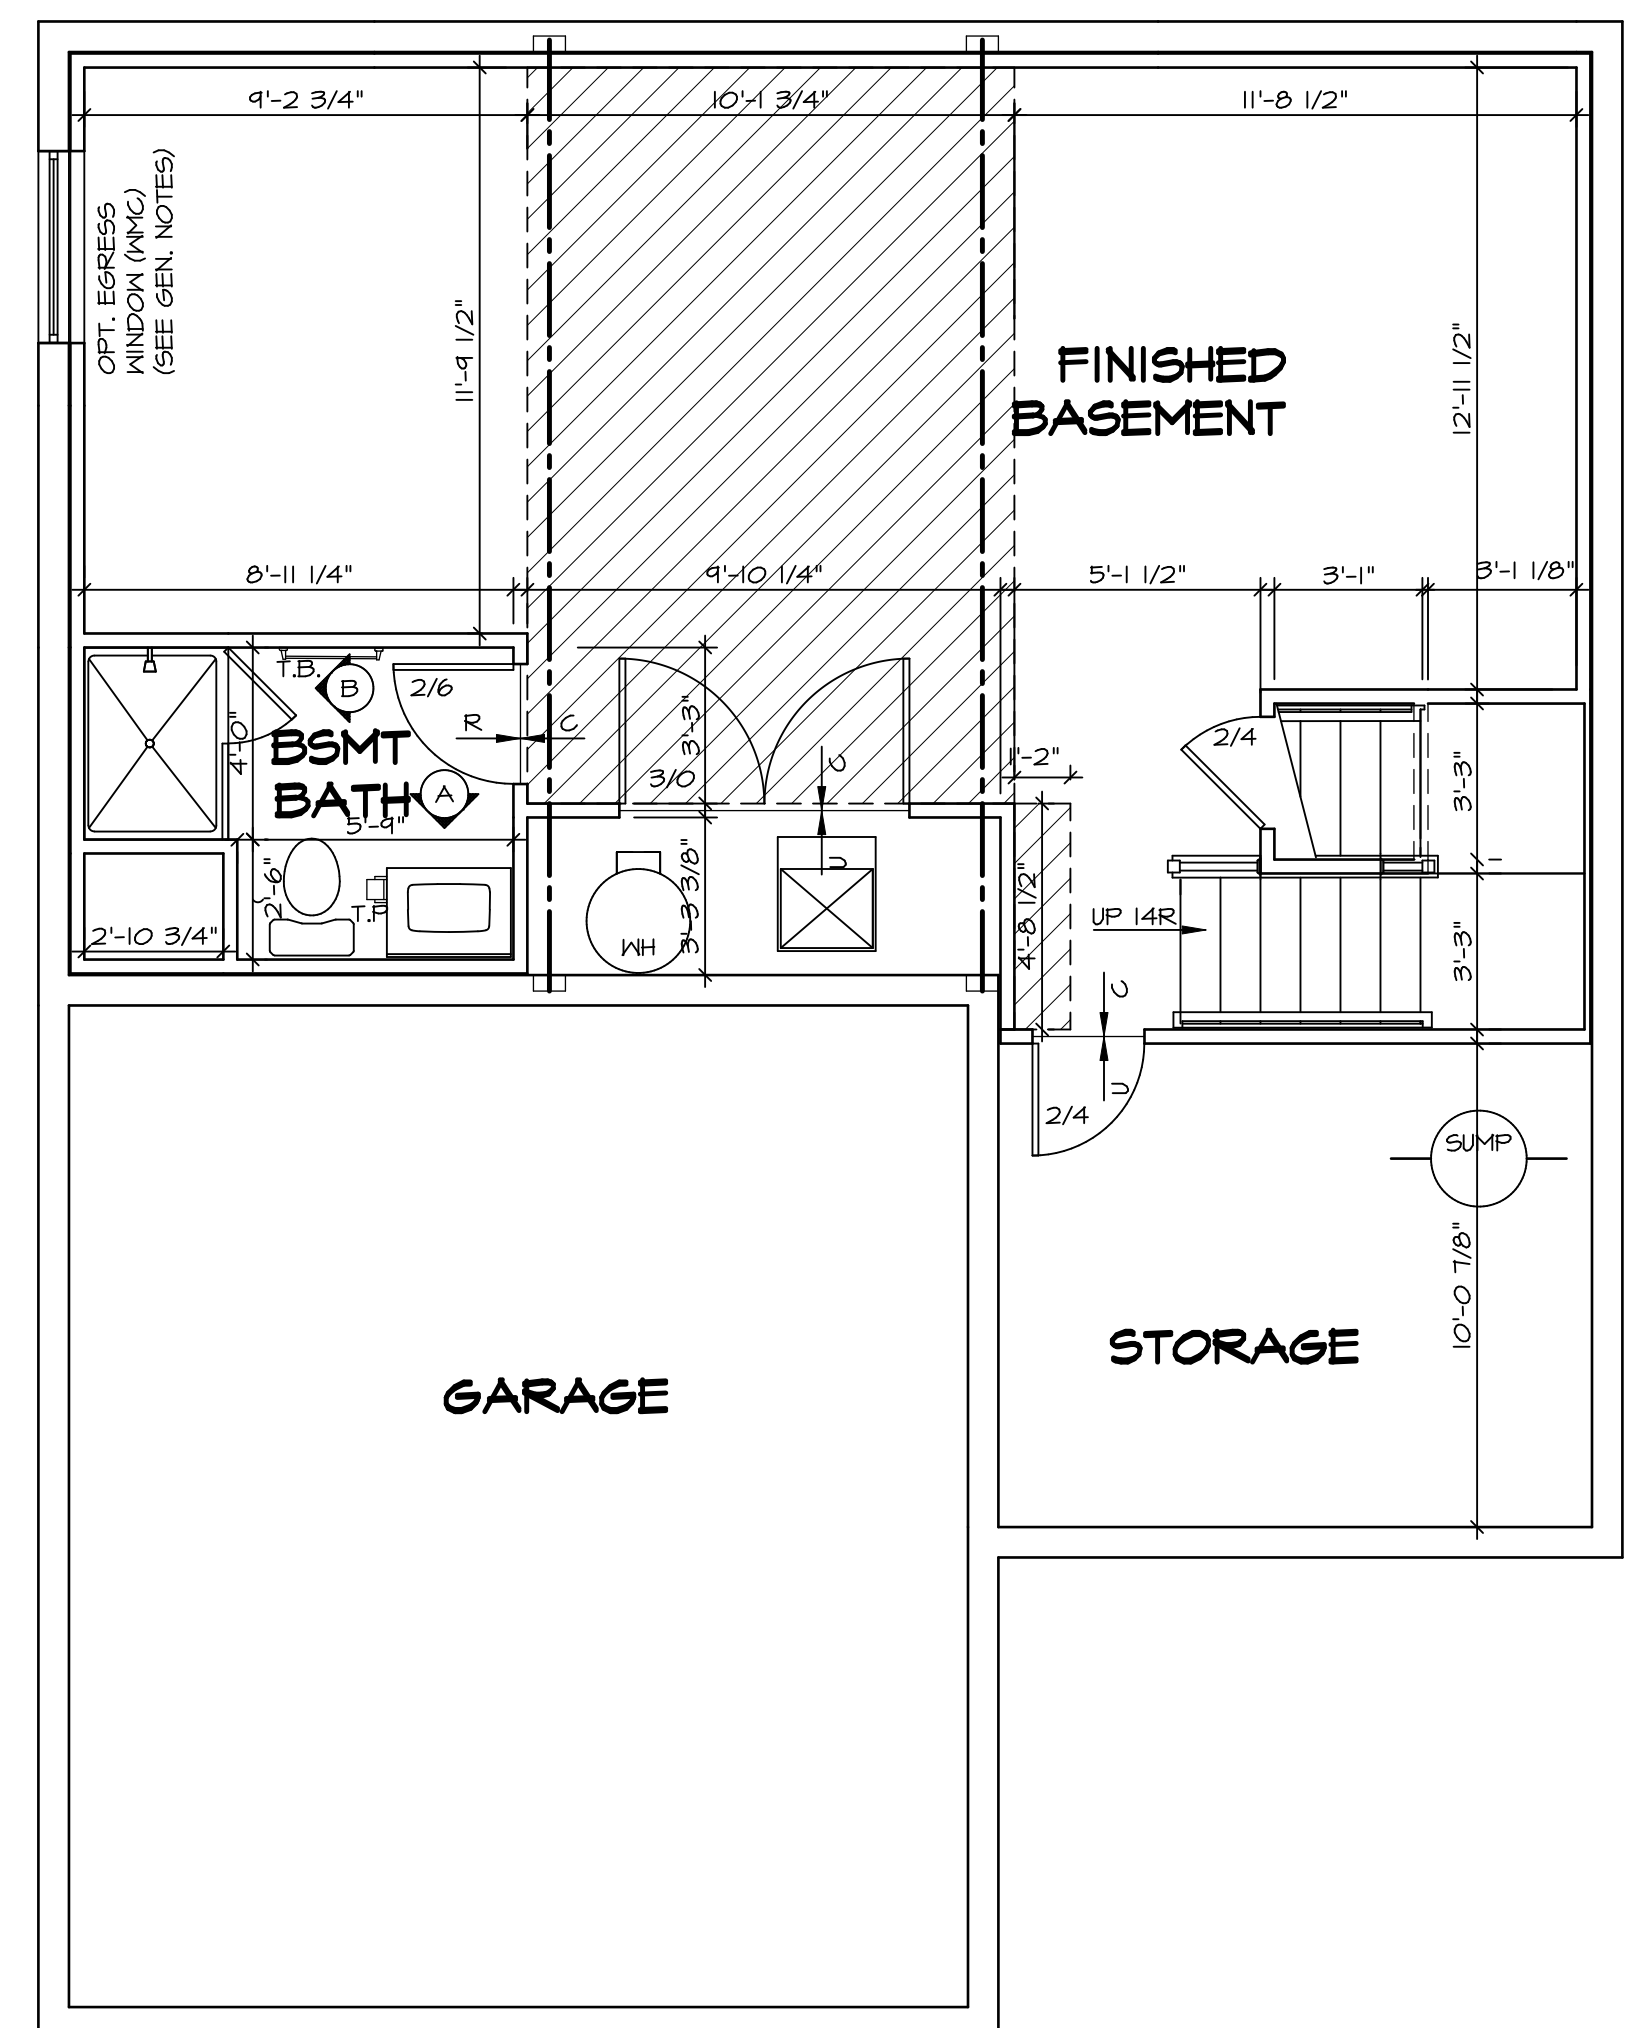 9'-2 3/4"
10'-1 3/4"
11'-8 1/2"
OPT. EGRESS
WINDOW (WMC)
(SEE GEN. NOTES)
11'-9 1/2"
12'-11 1/2"
FINISHED
BASEMENT
8'-11 1/4"
9'-10 1/4"
5'-1 1/2"
3'-1"
3'-1 1/8"
T.B.
B
2/6
R
C
4'-0"
BSMT
BATH
A
5'-9"
3'-3"
3/0
C
U
1'-2"
2/4
3'-3"
2'-6"
T.P.
2'-10 3/4"
WH
3'-3 3/8"
4'-8 1/2"
UP 14R
3'-3"
C
U
2/4
SUMP
10'-0 7/8"
STORAGE
GARAGE